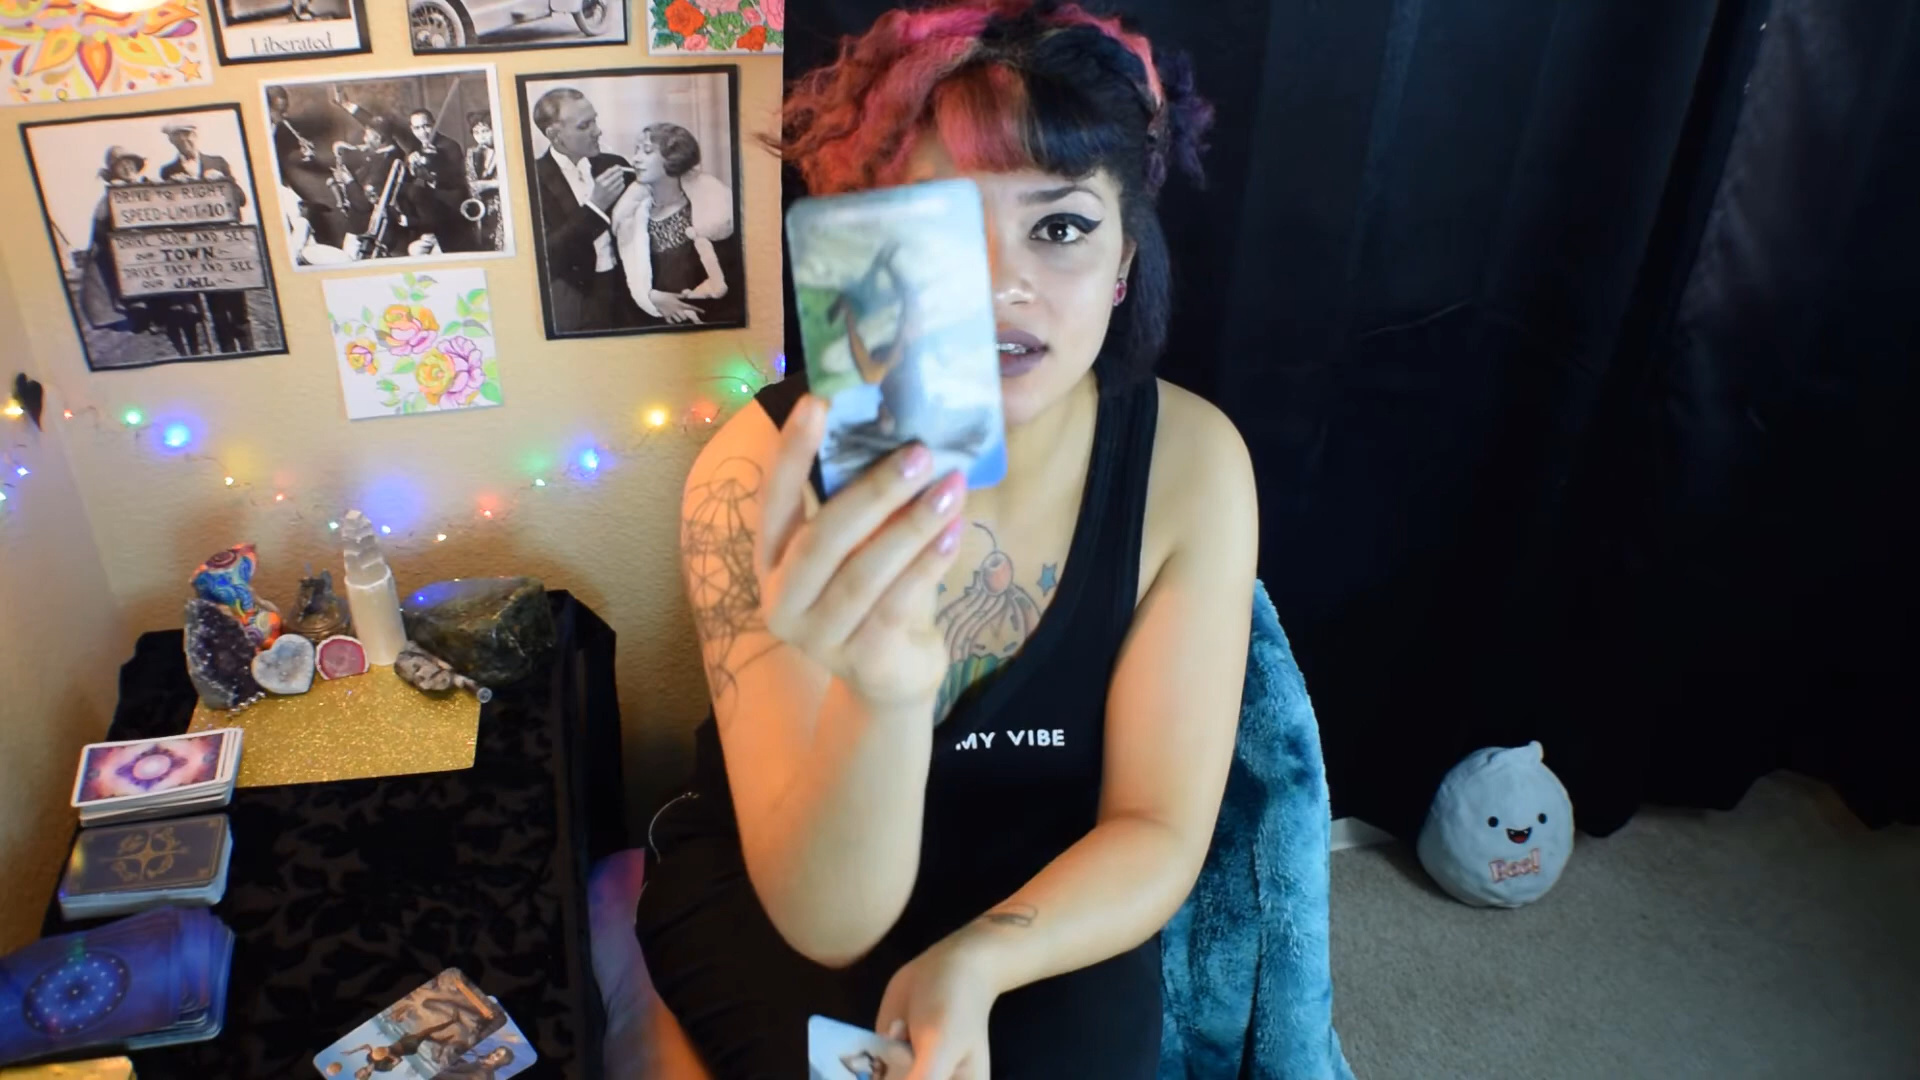 Liberated
DRIVE TO RIGHT
SPEED-LIMIT-10
DRIVE SLOW AND SEE
OUR TOWN
DRIVE FAST AND SEE
OUR JAIL
MY VIBE
Boo!